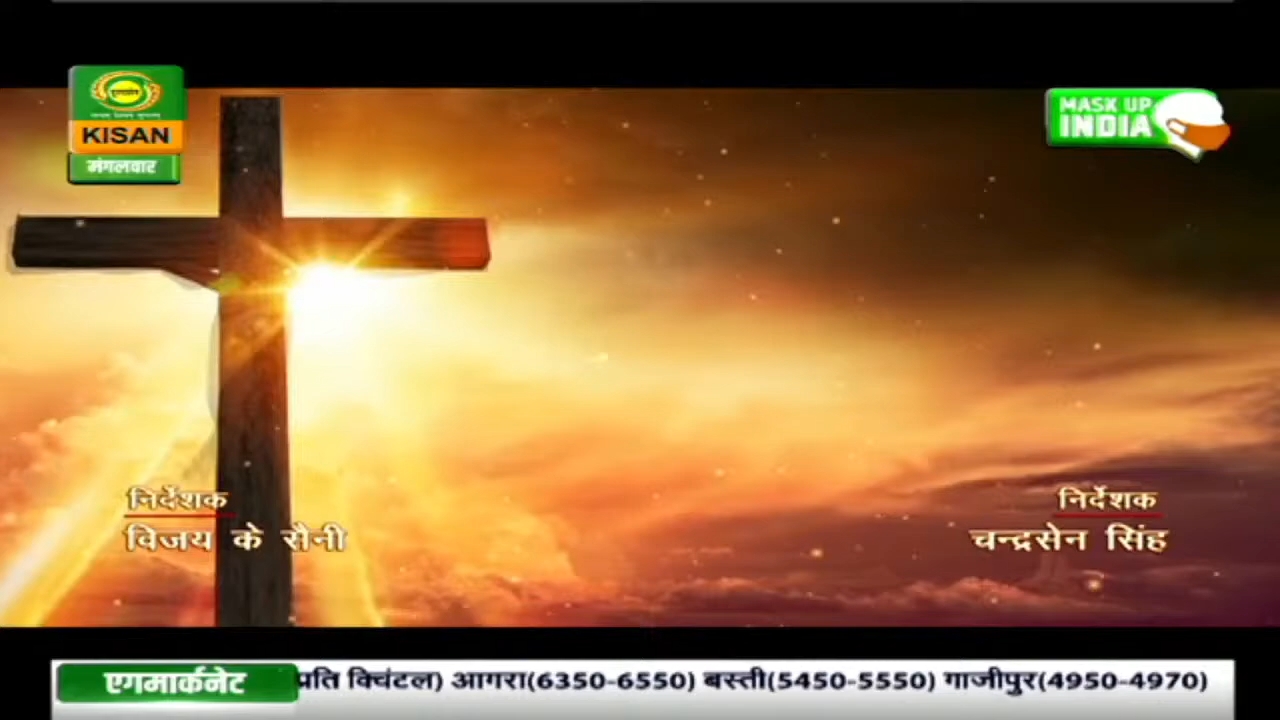 KISAN
मंगलवार
MASK UP
INDIA
निर्देशक
विजय के सैनी
निर्देशक
चन्द्रसेन सिंह
एगमार्कनेट
प्रति क्विंटल) आगरा(6350-6550) बस्ती(5450-5550) गाजीपुर(4950-4970)